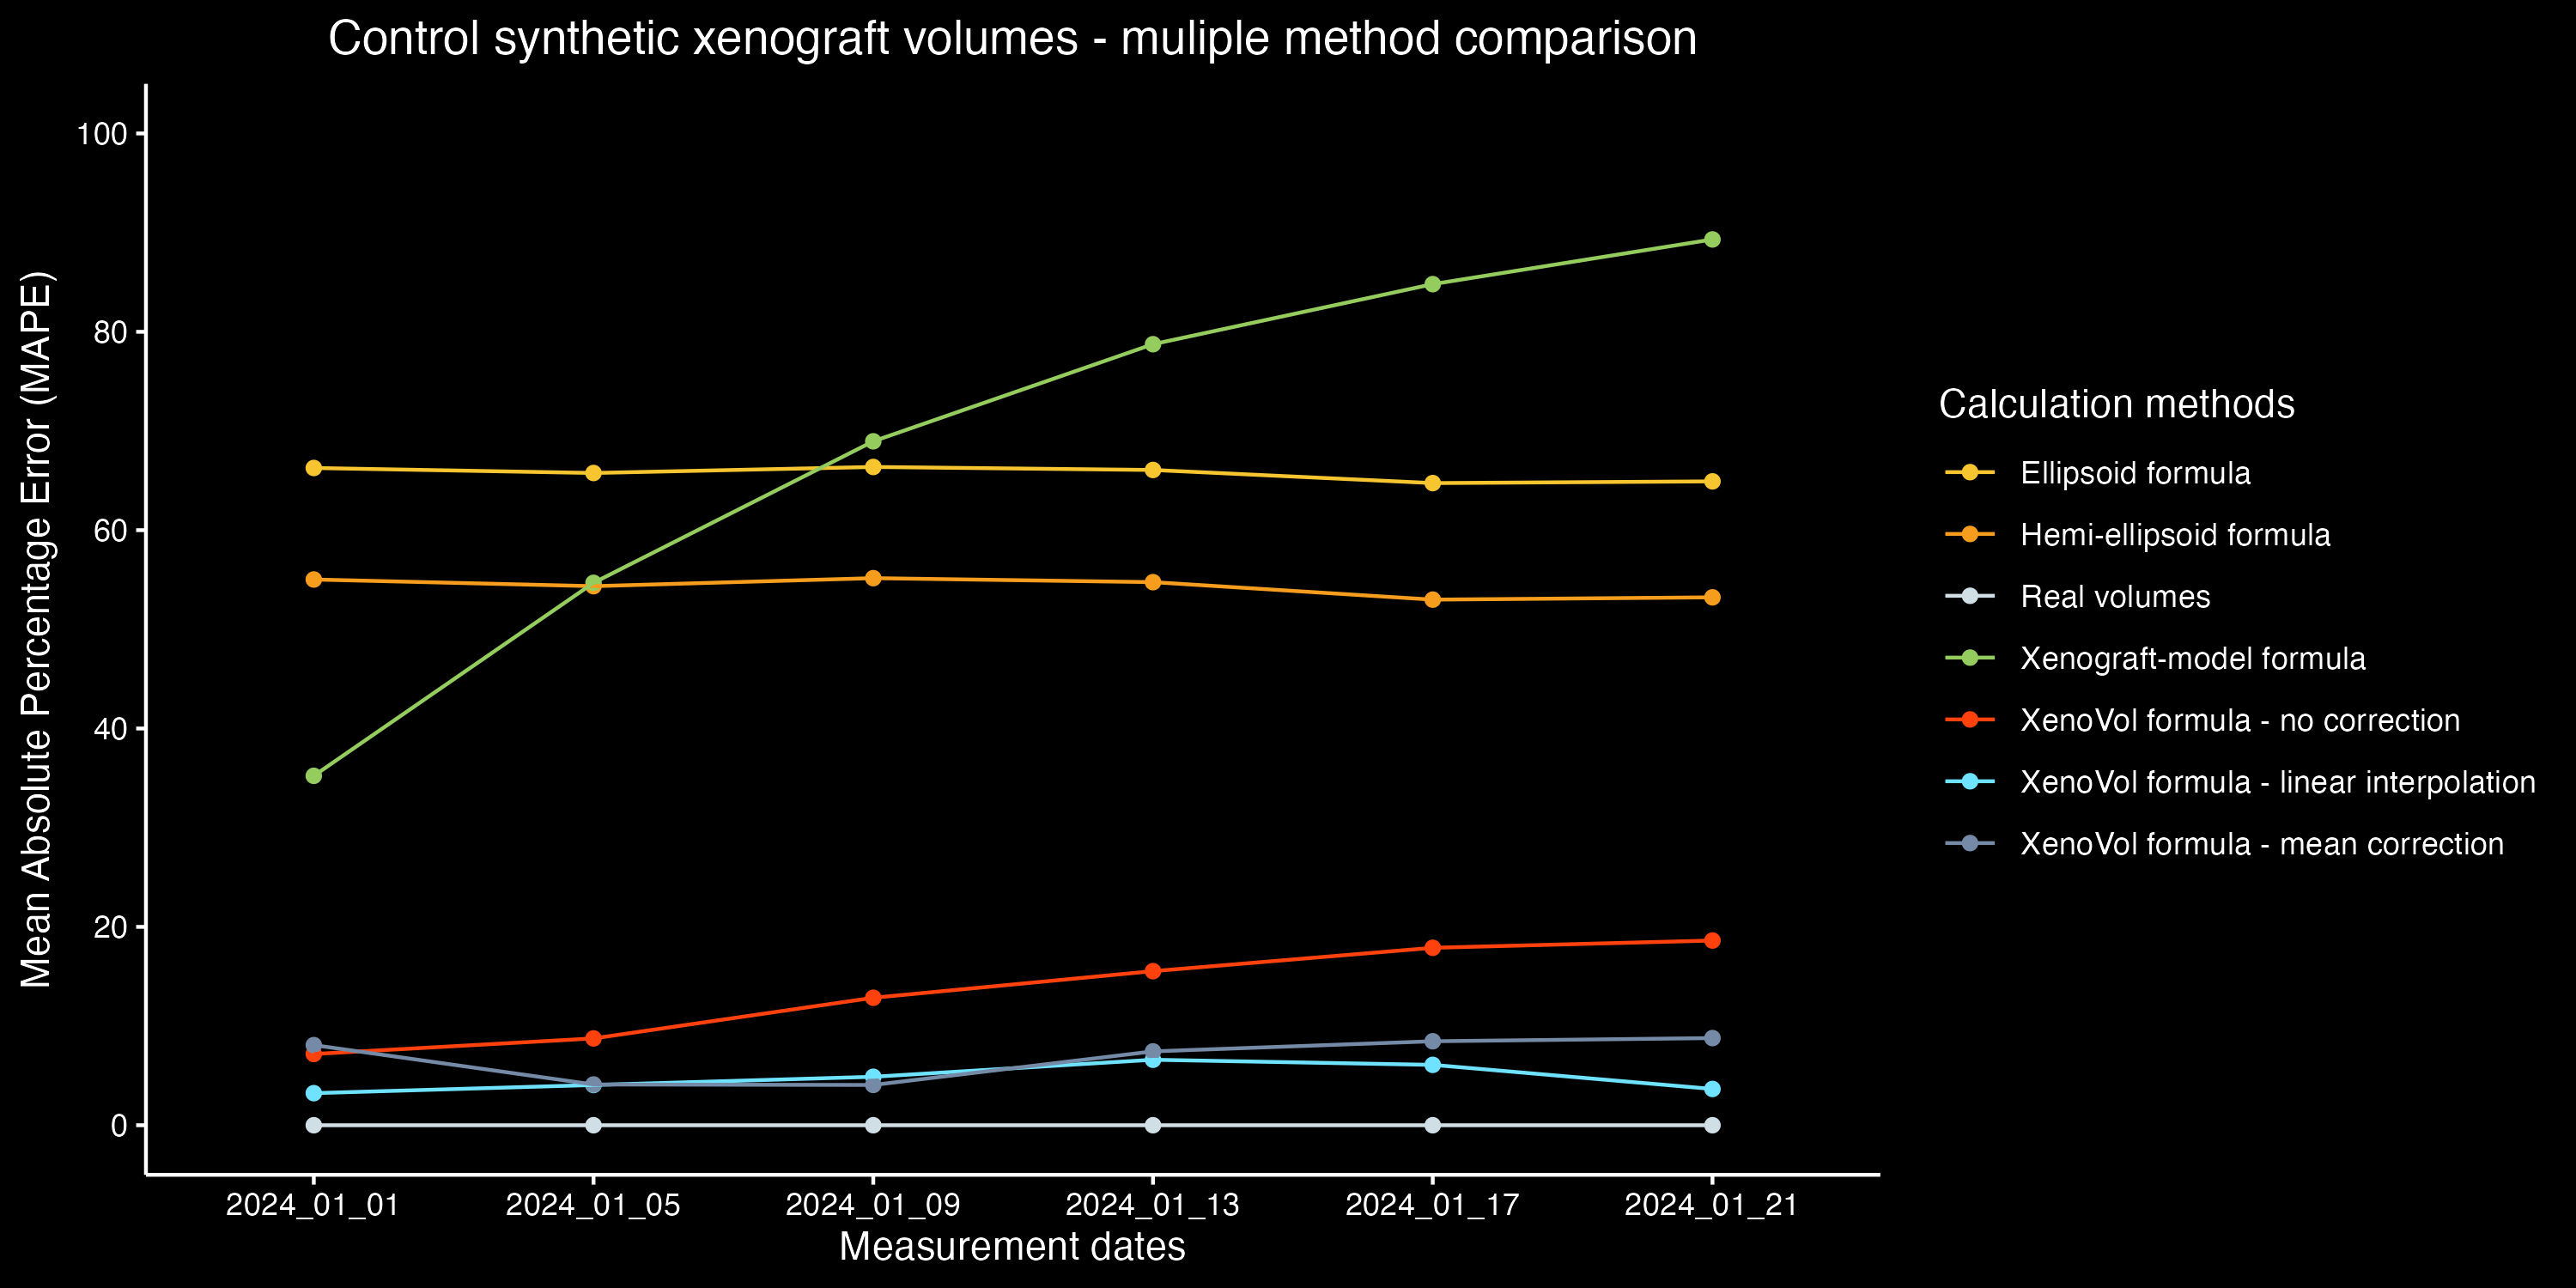 Control synthetic xenograft volumes - muliple method comparison
Mean Absolute Percentage Error (MAPE)
100
80
60
40
20
0
2024_01_01
2024_01_05
2024_01_09
2024_01_13
2024_01_17
2024_01_21
Measurement dates
Calculation methods
Ellipsoid formula
Hemi-ellipsoid formula
Real volumes
Xenograft-model formula
XenoVol formula - no correction
XenoVol formula - linear interpolation
XenoVol formula - mean correction